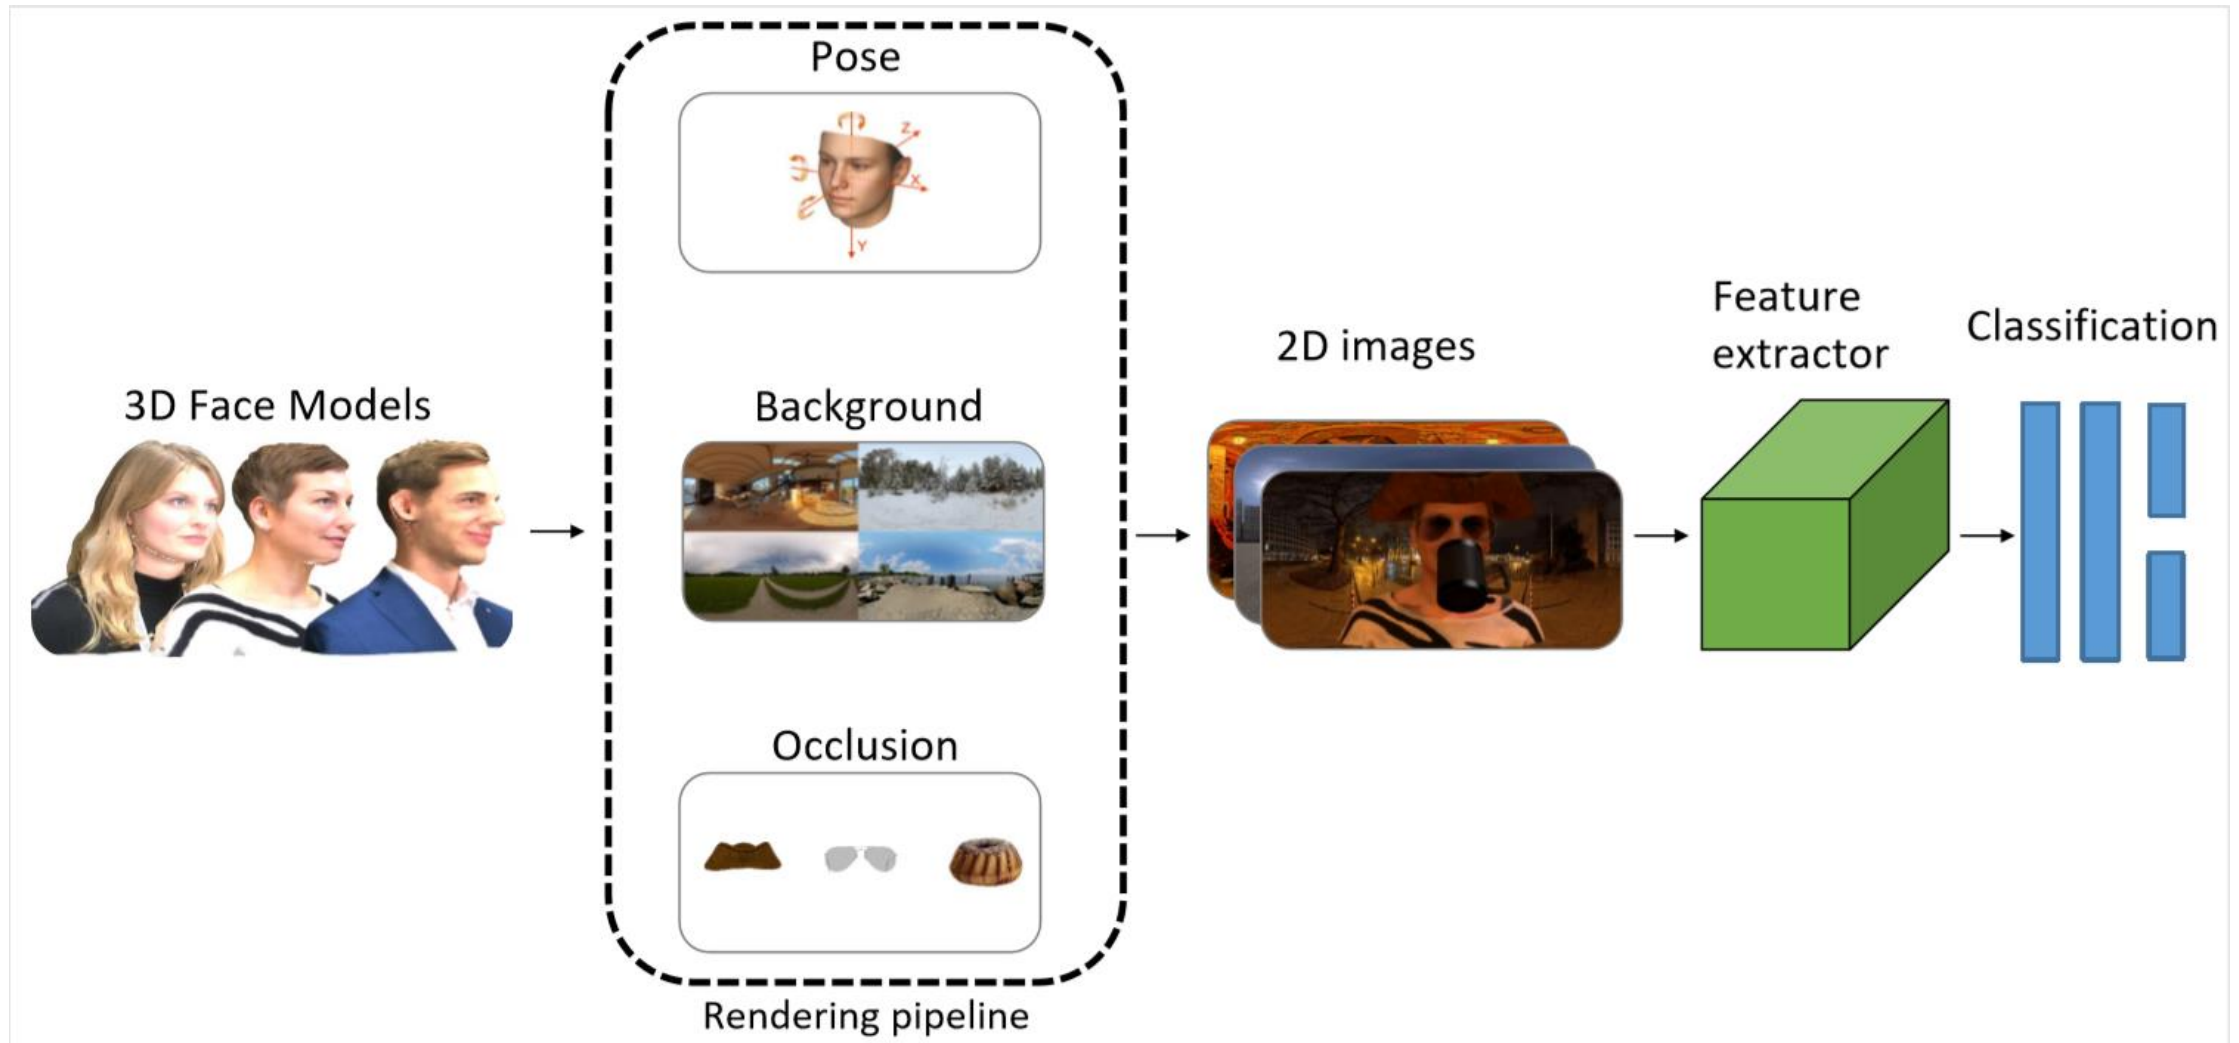 Pose
Z
X
Y
3D Face Models
Background
Occlusion
Rendering pipeline
2D images
Feature
extractor
Classification